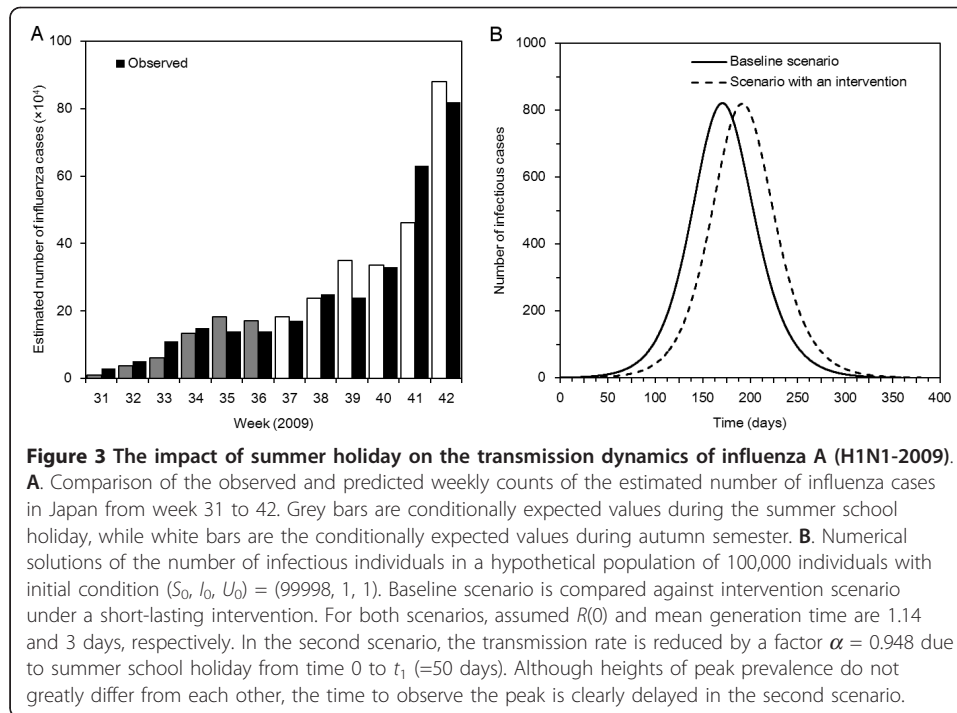 A
Estimated number of influenza cases (×10⁴)
100
80
60
40
20
0
Observed
31 32 33 34 35 36 37 38 39 40 41 42
Week (2009)
B
Number of infectious cases
1000
800
600
400
200
0
Baseline scenario
Scenario with an intervention
0 50 100 150 200 250 300 350 400
Time (days)
Figure 3 The impact of summer holiday on the transmission dynamics of influenza A (H1N1-2009).
A. Comparison of the observed and predicted weekly counts of the estimated number of influenza cases
in Japan from week 31 to 42. Grey bars are conditionally expected values during the summer school
holiday, while white bars are the conditionally expected values during autumn semester. B. Numerical
solutions of the number of infectious individuals in a hypothetical population of 100,000 individuals with
initial condition (S₀, I₀, U₀) = (99998, 1, 1). Baseline scenario is compared against intervention scenario
under a short-lasting intervention. For both scenarios, assumed R(0) and mean generation time are 1.14
and 3 days, respectively. In the second scenario, the transmission rate is reduced by a factor α = 0.948 due
to summer school holiday from time 0 to t₁ (=50 days). Although heights of peak prevalence do not
greatly differ from each other, the time to observe the peak is clearly delayed in the second scenario.